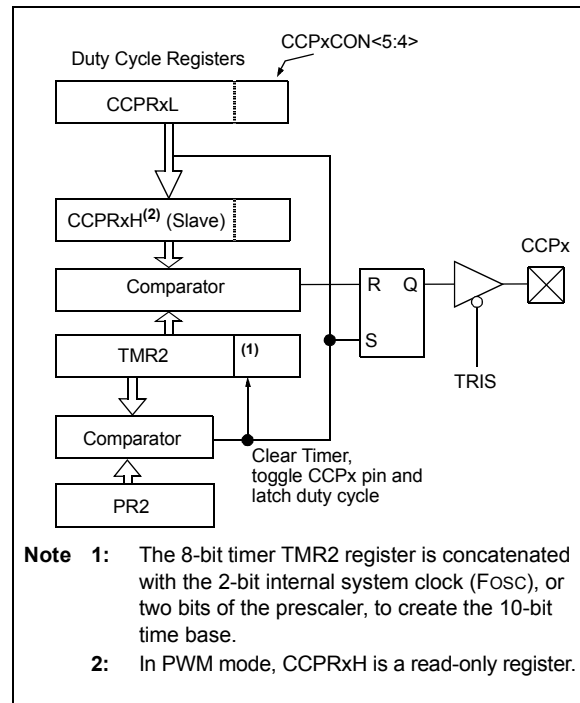 CCPxCON<5:4>
Duty Cycle Registers
CCPRxL
CCPRxH(2) (Slave)
CCPx
Comparator
R Q
TMR2 (1)
S
TRIS
Comparator
Clear Timer,
toggle CCPx pin and
latch duty cycle
PR2
Note 1: The 8-bit timer TMR2 register is concatenated
with the 2-bit internal system clock (FOSC), or
two bits of the prescaler, to create the 10-bit
time base.
2: In PWM mode, CCPRxH is a read-only register.